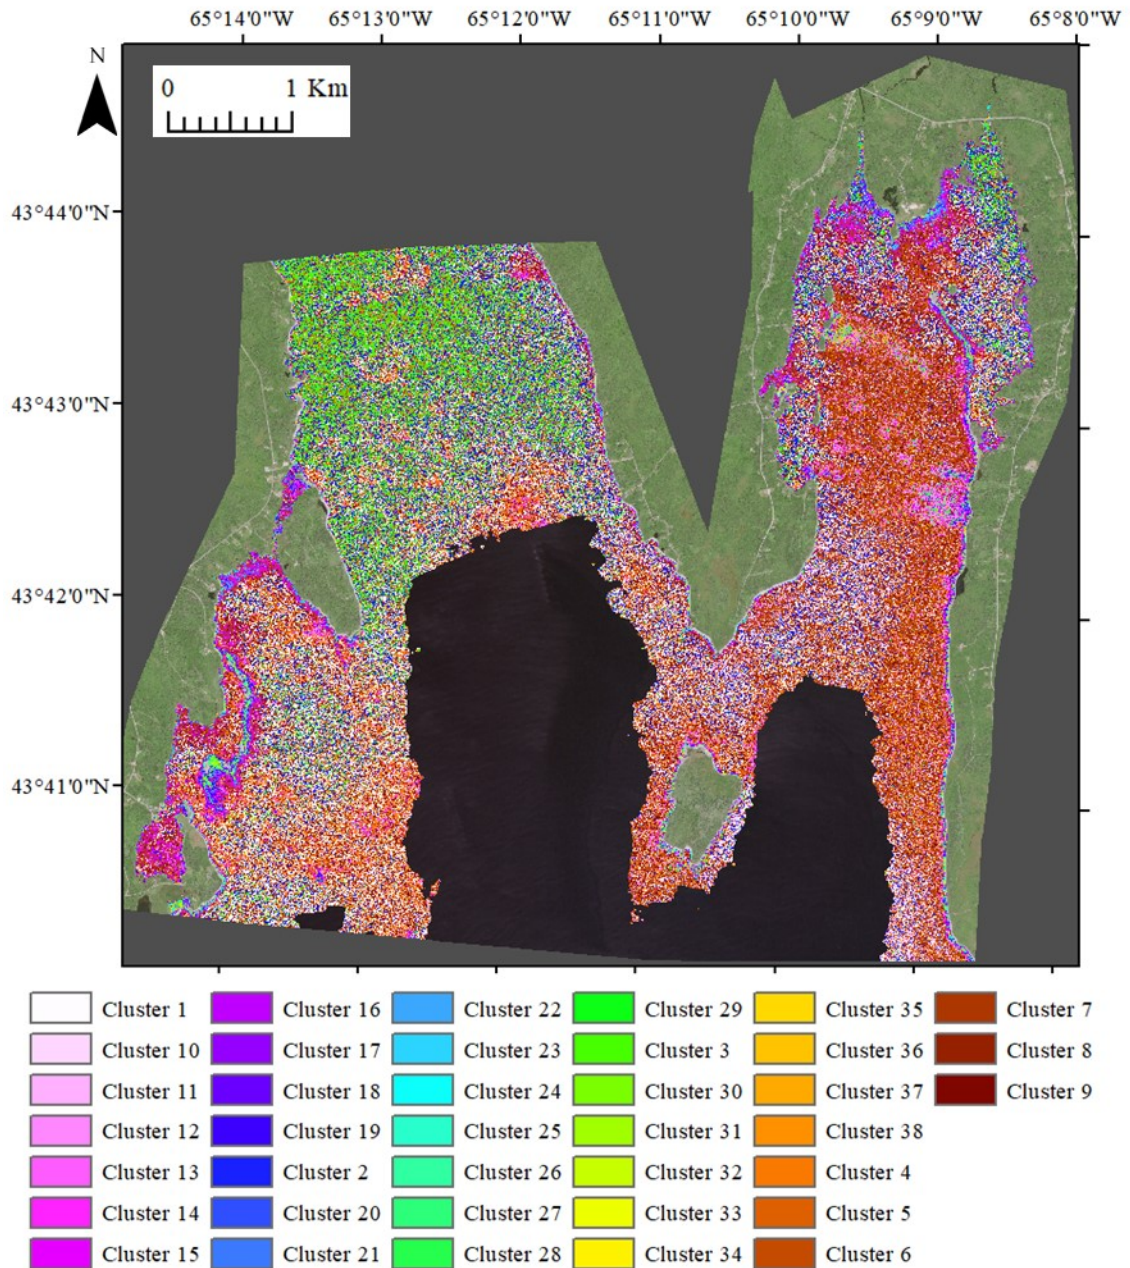 65°14'0"W 65°13'0"W 65°12'0"W 65°11'0"W 65°10'0"W 65°9'0"W 65°8'0"W
N
0 1 Km
43°44'0"N
43°43'0"N
43°42'0"N
43°41'0"N
Cluster 1 Cluster 16 Cluster 22 Cluster 29 Cluster 35 Cluster 7
Cluster 10 Cluster 17 Cluster 23 Cluster 3 Cluster 36 Cluster 8
Cluster 11 Cluster 18 Cluster 24 Cluster 30 Cluster 37 Cluster 9
Cluster 12 Cluster 19 Cluster 25 Cluster 31 Cluster 38
Cluster 13 Cluster 2 Cluster 26 Cluster 32 Cluster 4
Cluster 14 Cluster 20 Cluster 27 Cluster 33 Cluster 5
Cluster 15 Cluster 21 Cluster 28 Cluster 34 Cluster 6